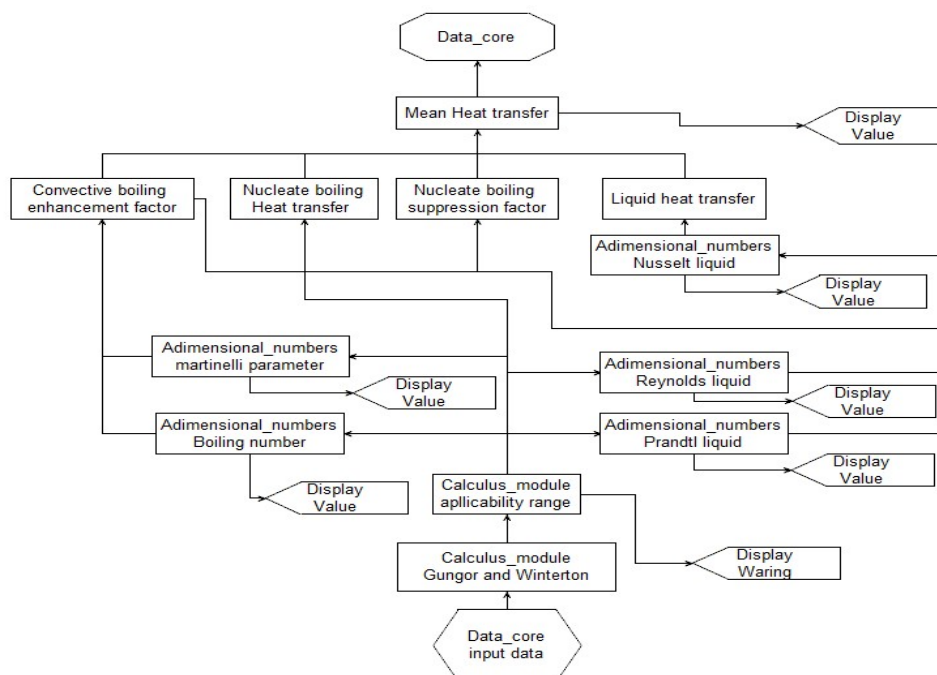 Data_core
Mean Heat transfer
Display
Value
Convective boiling
enhancement factor
Nucleate boiling
Heat transfer
Nucleate boiling
suppression factor
Liquid heat transfer
Adimensional_numbers
Nusselt liquid
Display
Value
Adimensional_numbers
martinelli parameter
Display
Value
Adimensional_numbers
Reynolds liquid
Display
Value
Adimensional_numbers
Boiling number
Display
Value
Adimensional_numbers
Prandtl liquid
Display
Value
Calculus_module
apllicability range
Display
Waring
Calculus_module
Gungor and Winterton
Data_core
input data